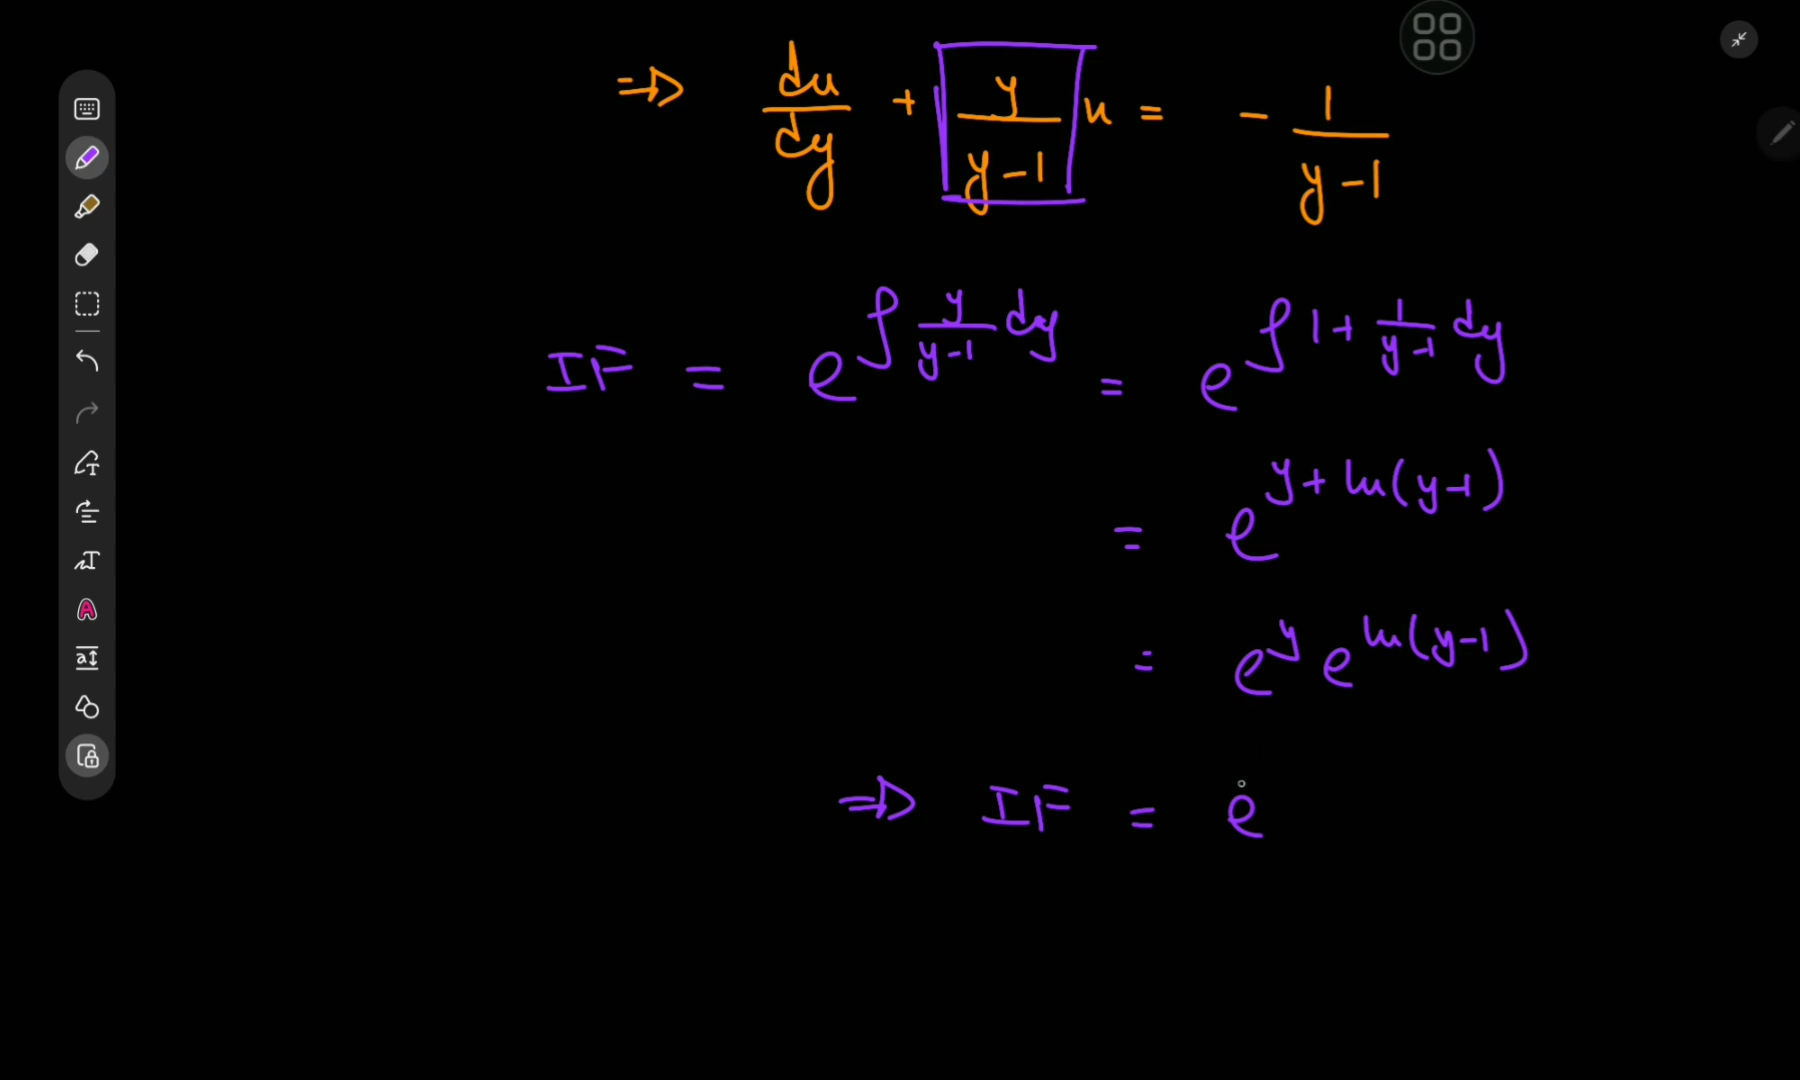 ⇒ du/dy + [y/(y-1)] u = - 1/(y-1)
IF = e^{∫ y/(y-1) dy} = e^{∫ 1 + 1/(y-1) dy}
= e^{y + ln(y-1)}
= e^y e^{ln(y-1)}
⇒ IF = e